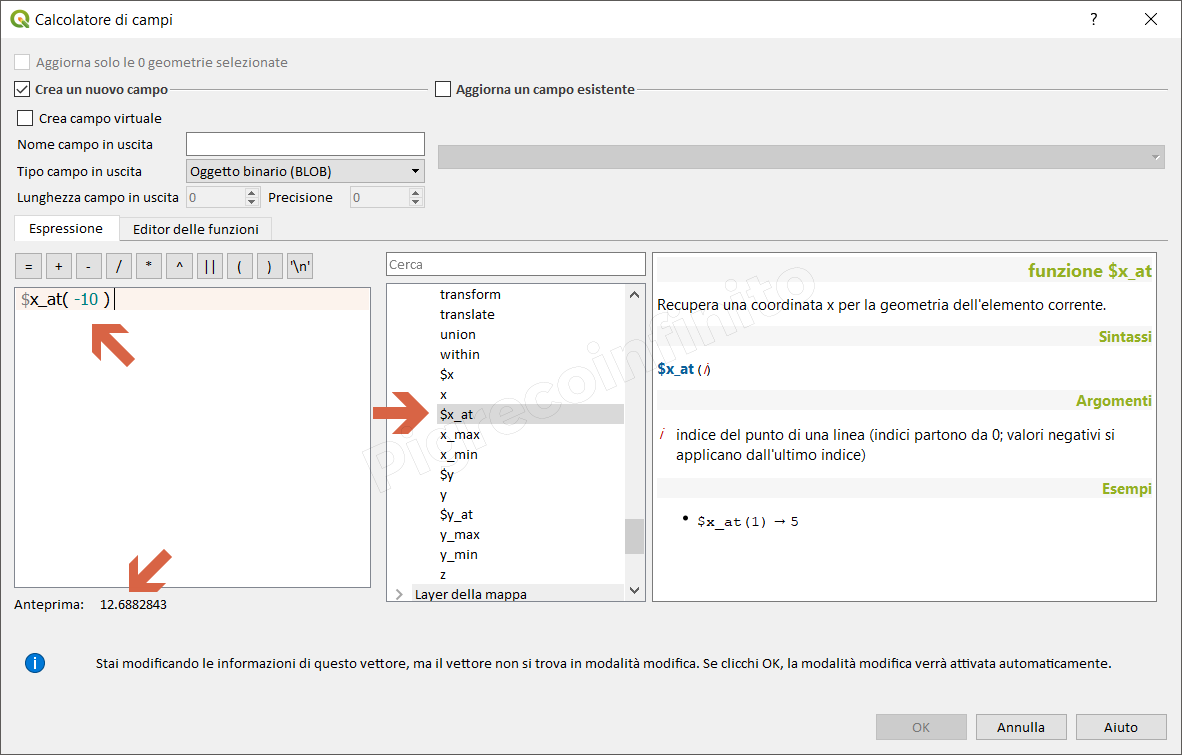 Calcolatore di campi
?
Aggiorna solo le 0 geometrie selezionate
Crea un nuovo campo
Aggiorna un campo esistente
Crea campo virtuale
Nome campo in uscita
Tipo campo in uscita Oggetto binario (BLOB)
Lunghezza campo in uscita 0 Precisione 0
Espressione Editor delle funzioni
= + - / * ^ || ( ) '\n'
$x_at( -10 )
Anteprima: 12.6882843
Cerca
transform
translate
union
within
$x
x
$x_at
x_max
x_min
$y
y
$y_at
y_max
y_min
z
Layer della mappa
funzione $x_at
Recupera una coordinata x per la geometria dell'elemento corrente.
Sintassi
$x_at (i)
Argomenti
i indice del punto di una linea (indici partono da 0; valori negativi si
applicano dall'ultimo indice)
Esempi
• $x_at(1) → 5
Pigrecoinfinito
Stai modificando le informazioni di questo vettore, ma il vettore non si trova in modalità modifica. Se clicchi OK, la modalità modifica verrà attivata automaticamente.
OK Annulla Aiuto